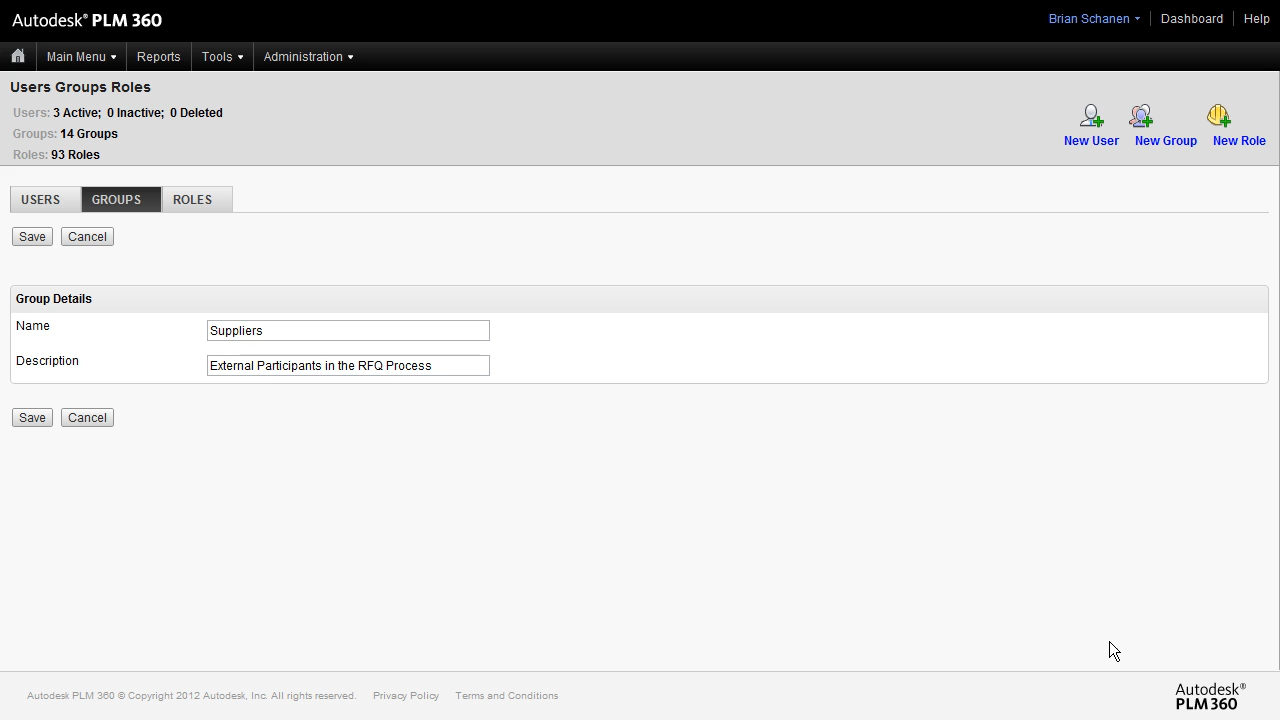 Autodesk® PLM 360
Brian Schanen Dashboard Help
Main Menu Reports Tools Administration
Users Groups Roles
Users: 3 Active; 0 Inactive; 0 Deleted
Groups: 14 Groups
Roles: 93 Roles
New User New Group New Role
USERS GROUPS ROLES
Save Cancel
Group Details
Name Suppliers
Description External Participants in the RFQ Process
Save Cancel
Autodesk PLM 360 © Copyright 2012 Autodesk, Inc. All rights reserved. Privacy Policy Terms and Conditions
Autodesk®
PLM 360